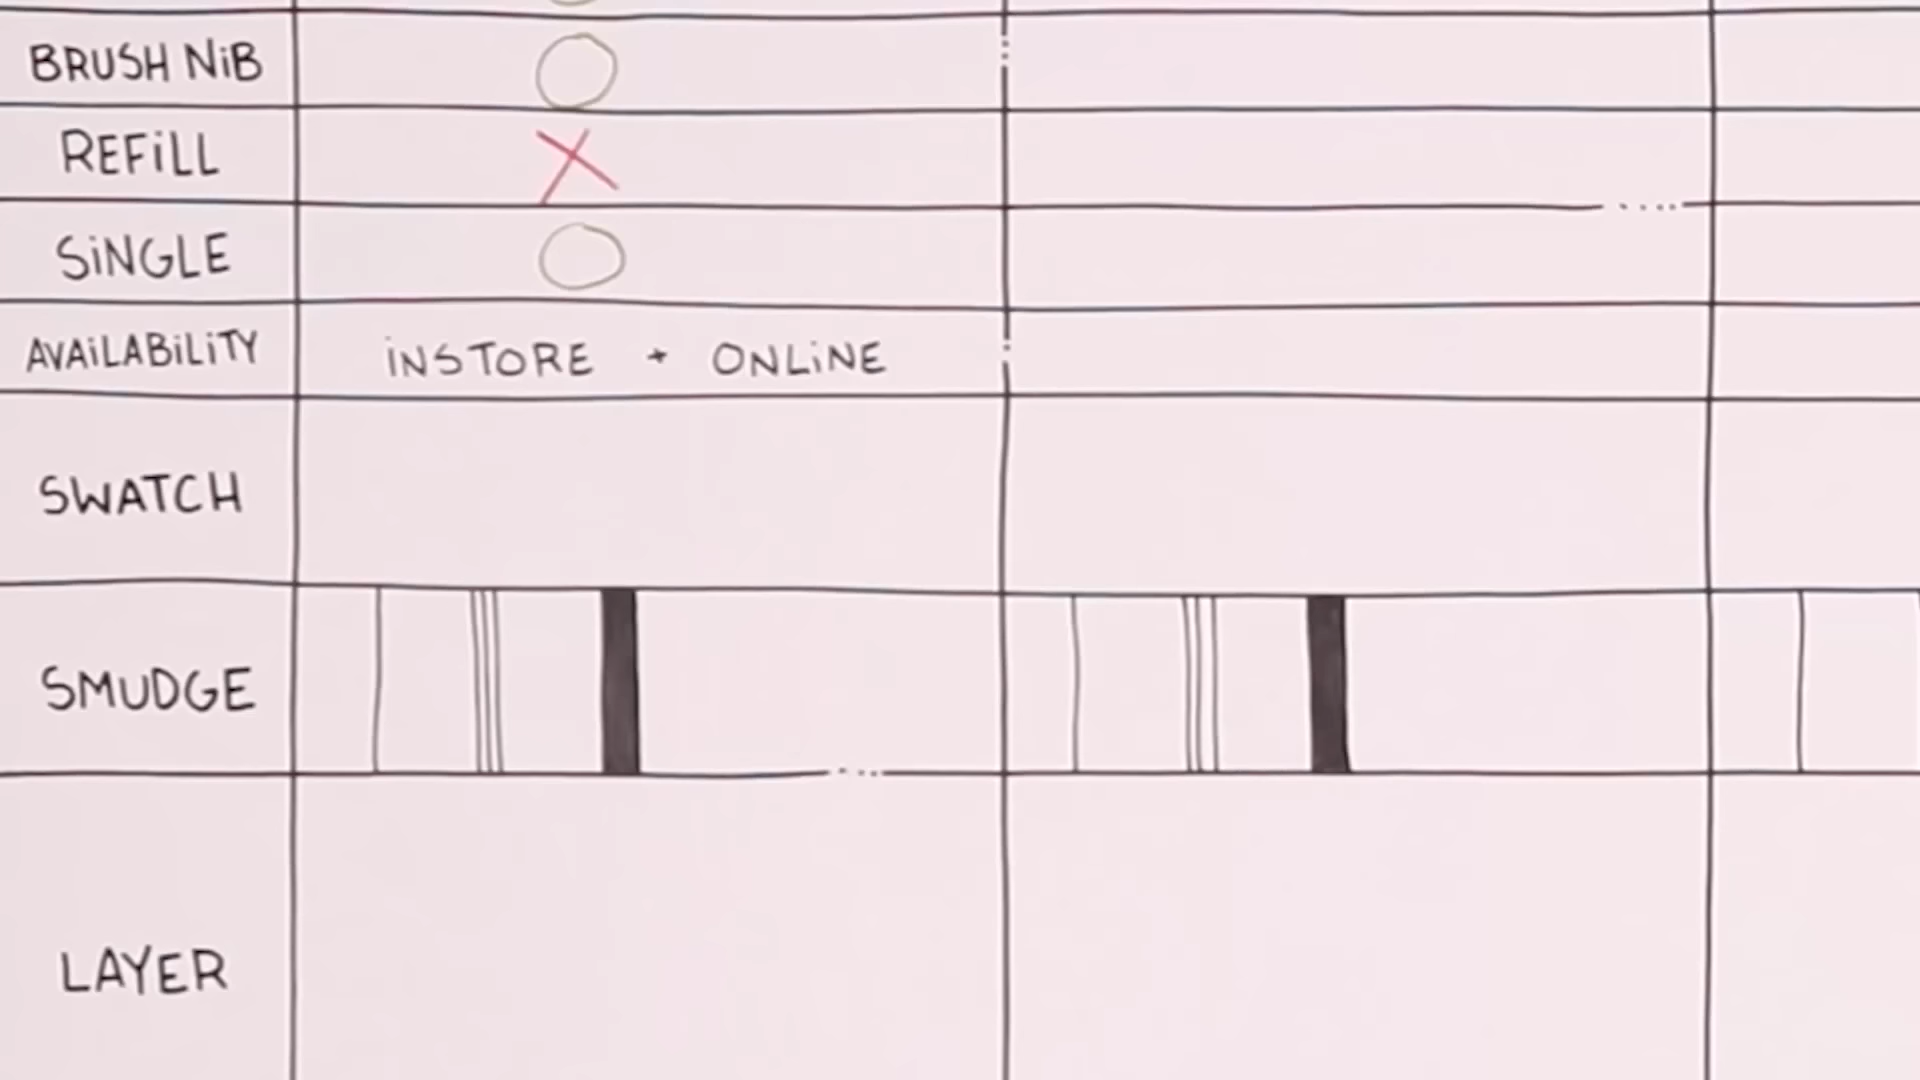 BRUSH NiB
REFiLL
SiNGLE
AVAiLABiLiTY iNSTORE + ONLiNE
SWATCH
SMUDGE
LAYER